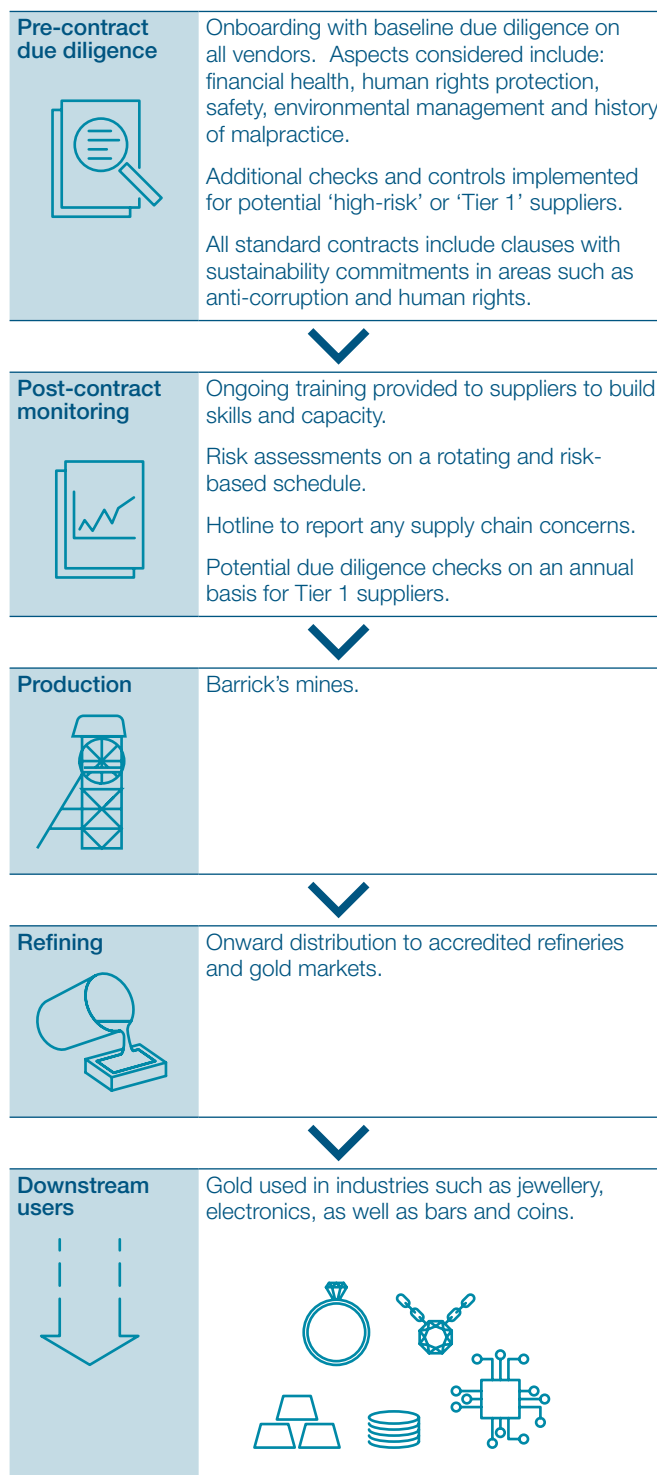 Pre-contract
due diligence
Onboarding with baseline due diligence on
all vendors.  Aspects considered include:
financial health, human rights protection,
safety, environmental management and history
of malpractice.
Additional checks and controls implemented
for potential ‘high-risk’ or ‘Tier 1’ suppliers.
All standard contracts include clauses with
sustainability commitments in areas such as
anti-corruption and human rights.
Post-contract
monitoring
Ongoing training provided to suppliers to build
skills and capacity.
Risk assessments on a rotating and risk-
based schedule.
Hotline to report any supply chain concerns.
Potential due diligence checks on an annual
basis for Tier 1 suppliers.
Production
Barrick’s mines.
Refining
Onward distribution to accredited refineries
and gold markets.
Downstream
users
Gold used in industries such as jewellery,
electronics, as well as bars and coins.